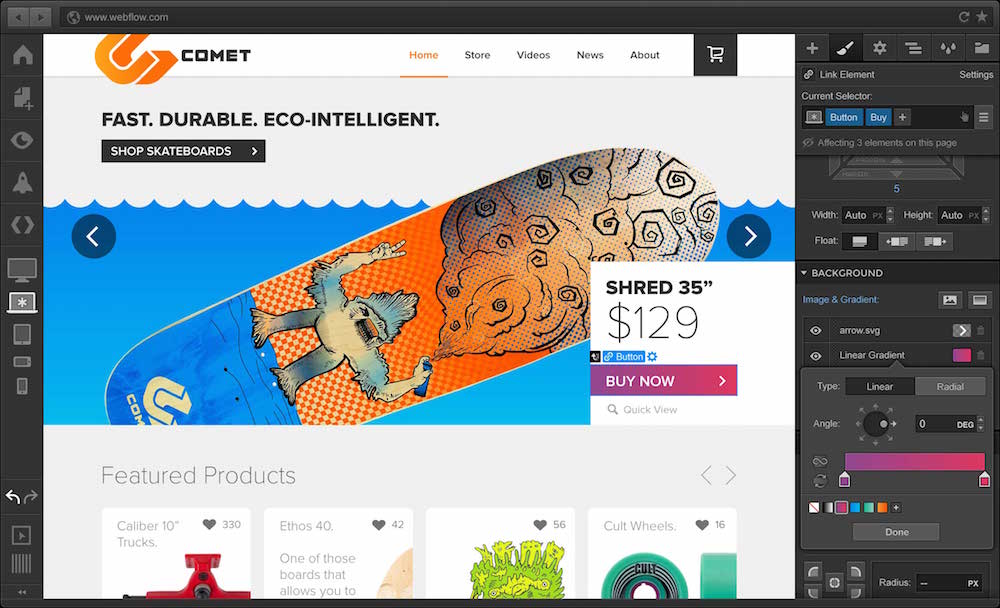 www.webflow.com
COMET
Home
Store
Videos
News
About
FAST. DURABLE. ECO-INTELLIGENT.
SHOP SKATEBOARDS
SHRED 35”
$129
Button
BUY NOW
Quick View
Featured Products
Caliber 10”
Trucks.
330
Ethos 40.
42
One of those
boards that
allows you to
56
Cult Wheels.
16
CULT
COM
Link Element
Settings
Current Selector:
Button
Buy
+
Affecting 3 elements on this page
PADDING
MARGIN
5
Width:
Auto
PX
Height:
Auto
PX
Float:
BACKGROUND
Image & Gradient:
arrow.svg
Linear Gradient
Type:
Linear
Radial
Angle:
0
DEG
+
Done
Radius:
--
PX